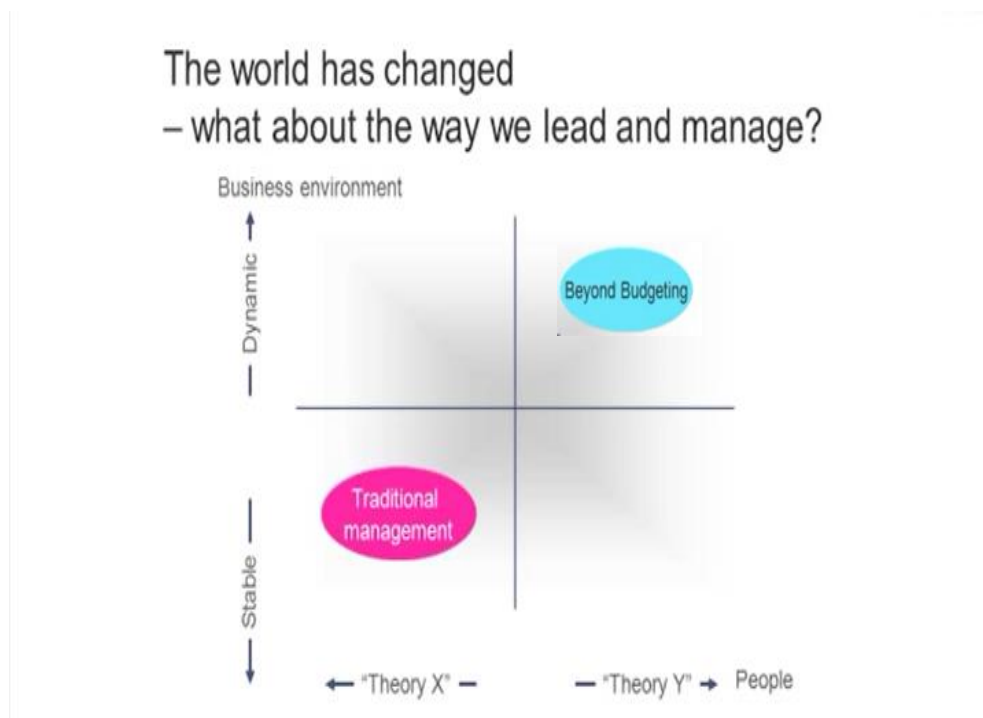 The world has changed
– what about the way we lead and manage?
Business environment
Dynamic
Beyond Budgeting
Traditional
management
Stable
"Theory X"
"Theory Y"
People